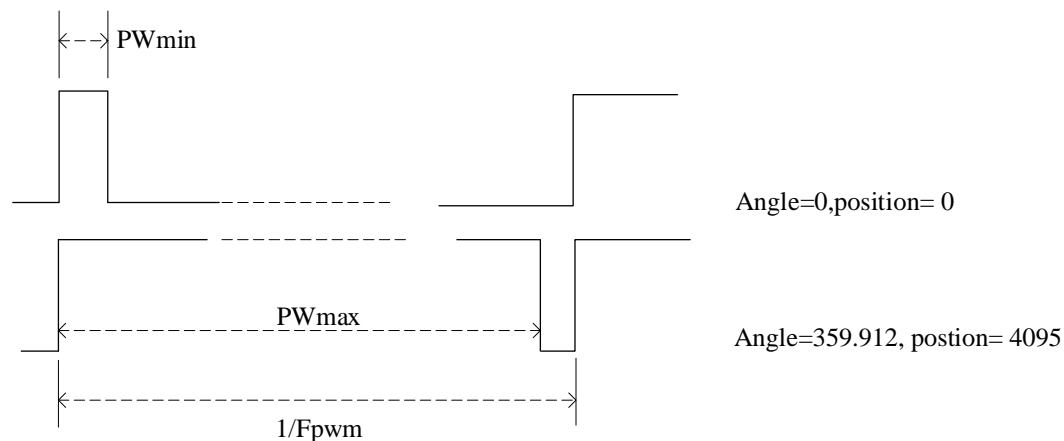 PWmin
Angle=0,position= 0
PWmax
Angle=359.912, postion= 4095
1/Fpwm